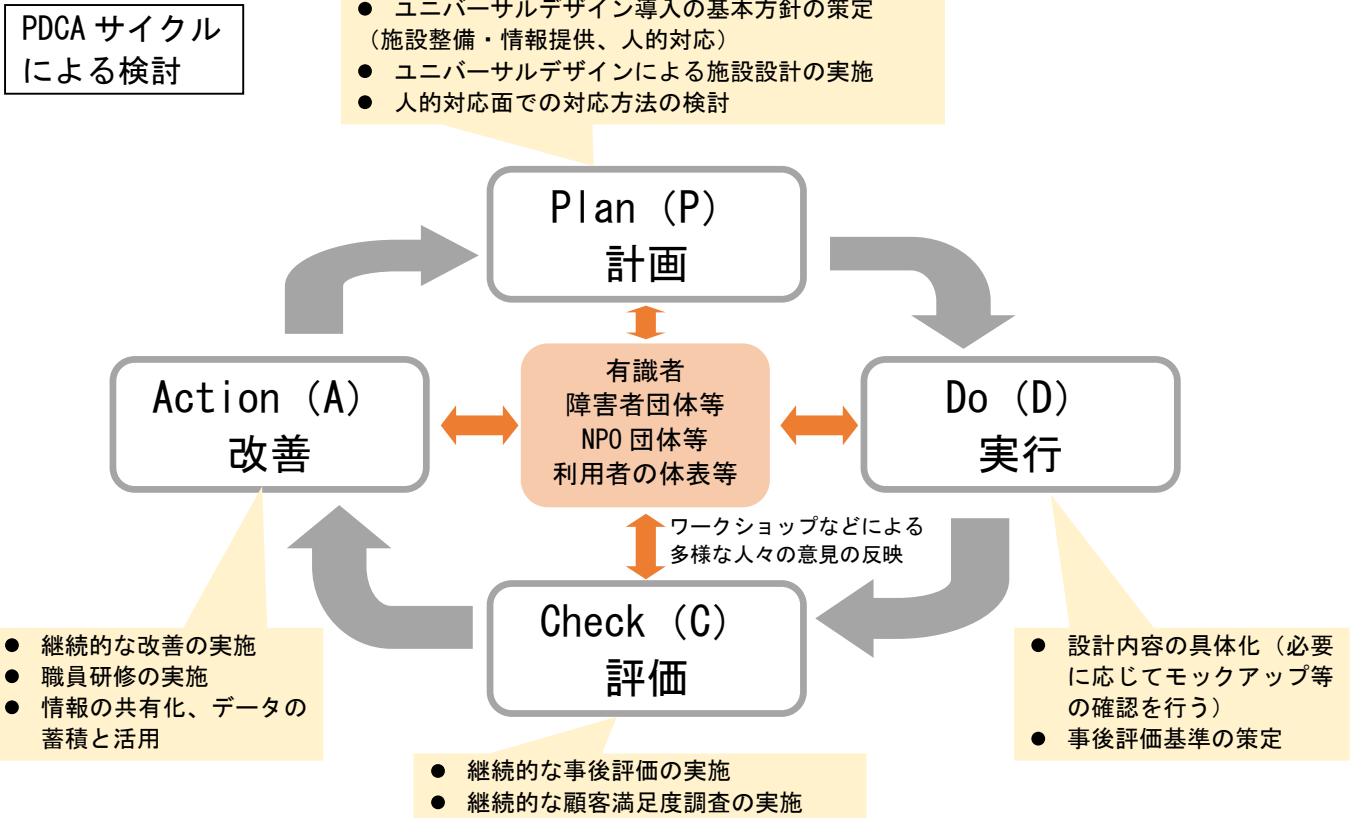 PDCA サイクル
による検討
● ユニバーサルデザイン導入の基本方針の策定
（施設整備・情報提供、人的対応）
● ユニバーサルデザインによる施設設計の実施
● 人的対応面での対応方法の検討
Plan（P）
計画
Action（A）
改善
有識者
障害者団体等
NPO 団体等
利用者の体表等
Do（D）
実行
ワークショップなどによる
多様な人々の意見の反映
Check（C）
評価
● 継続的な改善の実施
● 職員研修の実施
● 情報の共有化、データの
蓄積と活用
● 設計内容の具体化（必要
に応じてモックアップ等
の確認を行う）
● 事後評価基準の策定
● 継続的な事後評価の実施
● 継続的な顧客満足度調査の実施